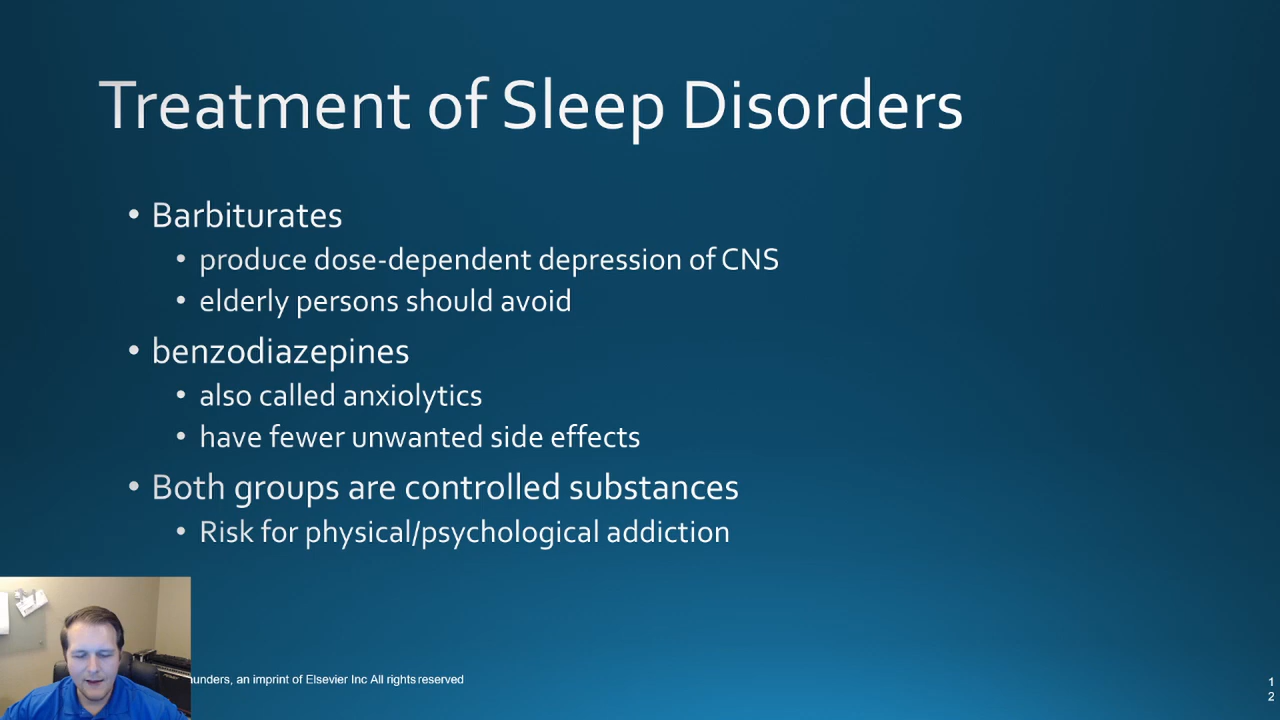 Treatment of Sleep Disorders
• Barbiturates
• produce dose-dependent depression of CNS
• elderly persons should avoid
• benzodiazepines
• also called anxiolytics
• have fewer unwanted side effects
• Both groups are controlled substances
• Risk for physical/psychological addiction
, an imprint of Elsevier Inc All rights reserved
1
2